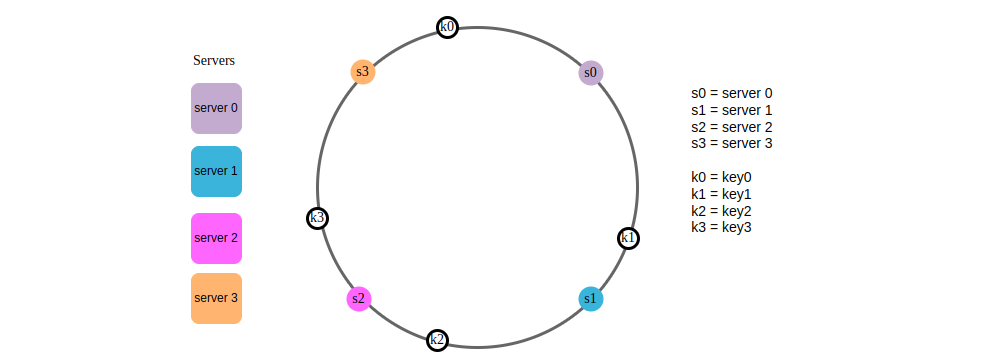 Servers
server 0
server 1
server 2
server 3
k0
s3
s0
k3
k1
s2
s1
k2
s0 = server 0
s1 = server 1
s2 = server 2
s3 = server 3
k0 = key0
k1 = key1
k2 = key2
k3 = key3